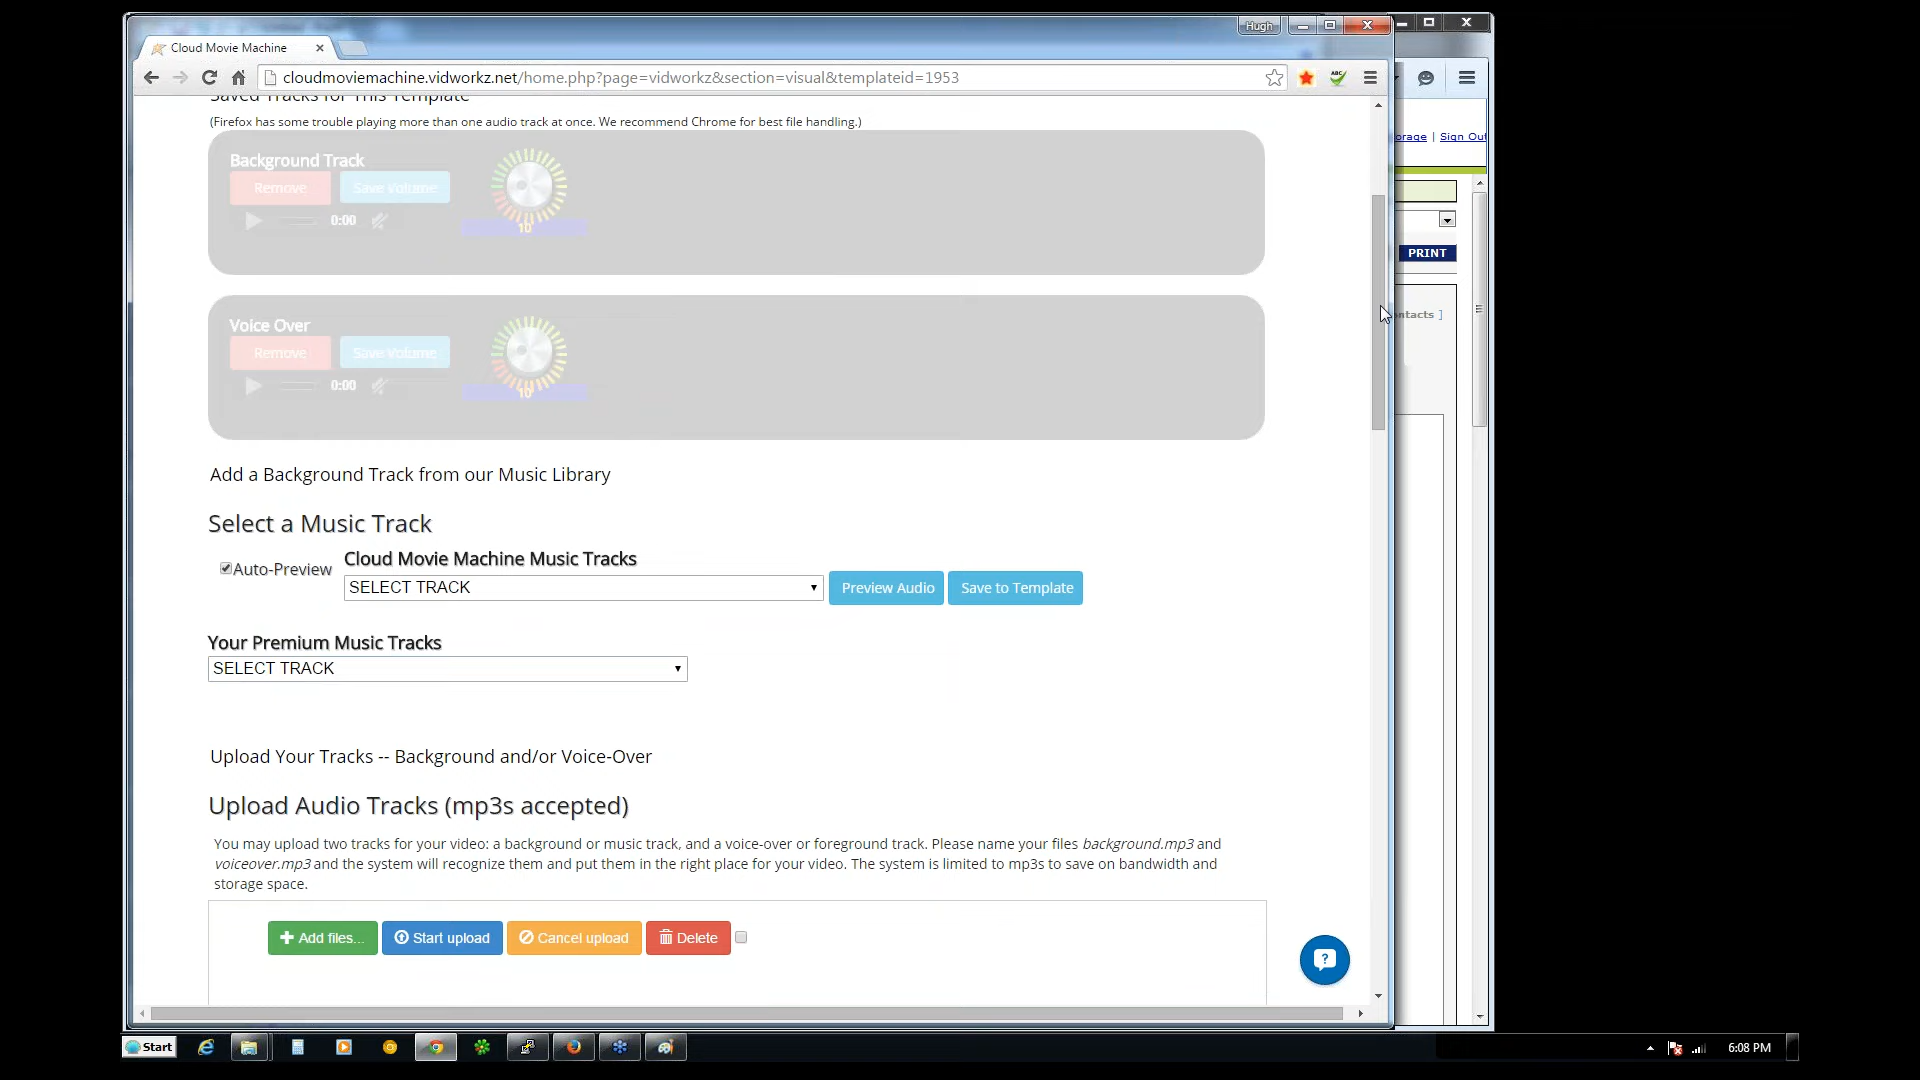 Hugh
Cloud Movie Machine
cloudmoviemachine.vidworkz.net/home.php?page=vidworkz&section=visual&templateid=1953
ABC
orage | Sign Out
Saved Tracks for This Template
(Firefox has some trouble playing more than one audio track at once. We recommend Chrome for best file handling.)
Background Track
Remove
Save Volume
0:00
10
PRINT
ontacts ]
Voice Over
Remove
Save Volume
0:00
10
Add a Background Track from our Music Library
Select a Music Track
Auto-Preview
Cloud Movie Machine Music Tracks
SELECT TRACK
Preview Audio
Save to Template
Your Premium Music Tracks
SELECT TRACK
Upload Your Tracks -- Background and/or Voice-Over
Upload Audio Tracks (mp3s accepted)
You may upload two tracks for your video: a background or music track, and a voice-over or foreground track. Please name your files background.mp3 and
voiceover.mp3 and the system will recognize them and put them in the right place for your video. The system is limited to mp3s to save on bandwidth and
storage space.
Add files...
Start upload
Cancel upload
Delete
Start
6:08 PM